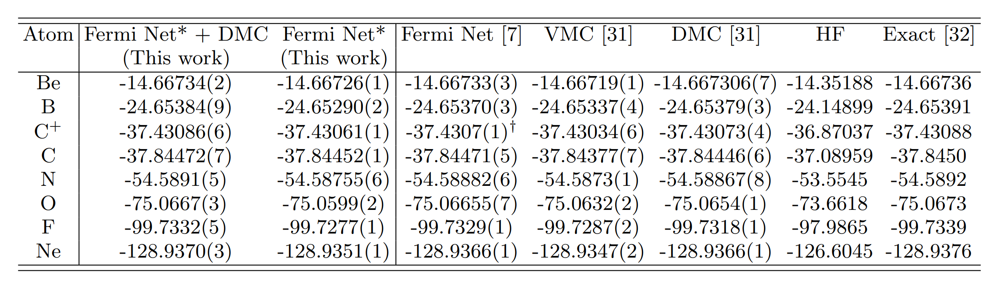 Atom Fermi Net* + DMC Fermi Net* Fermi Net [7] VMC [31] DMC [31] HF Exact [32]
(This work) (This work)
Be -14.66734(2) -14.66726(1) -14.66733(3) -14.66719(1) -14.667306(7) -14.35188 -14.66736
B -24.65384(9) -24.65290(2) -24.65370(3) -24.65337(4) -24.65379(3) -24.14899 -24.65391
C⁺ -37.43086(6) -37.43061(1) -37.4307(1)† -37.43034(6) -37.43073(4) -36.87037 -37.43088
C -37.84472(7) -37.84452(1) -37.84471(5) -37.84377(7) -37.84446(6) -37.08959 -37.8450
N -54.5891(5) -54.58755(6) -54.58882(6) -54.5873(1) -54.58867(8) -53.5545 -54.5892
O -75.0667(3) -75.0599(2) -75.06655(7) -75.0632(2) -75.0654(1) -73.6618 -75.0673
F -99.7332(5) -99.7277(1) -99.7329(1) -99.7287(2) -99.7318(1) -97.9865 -99.7339
Ne -128.9370(3) -128.9351(1) -128.9366(1) -128.9347(2) -128.9366(1) -126.6045 -128.9376